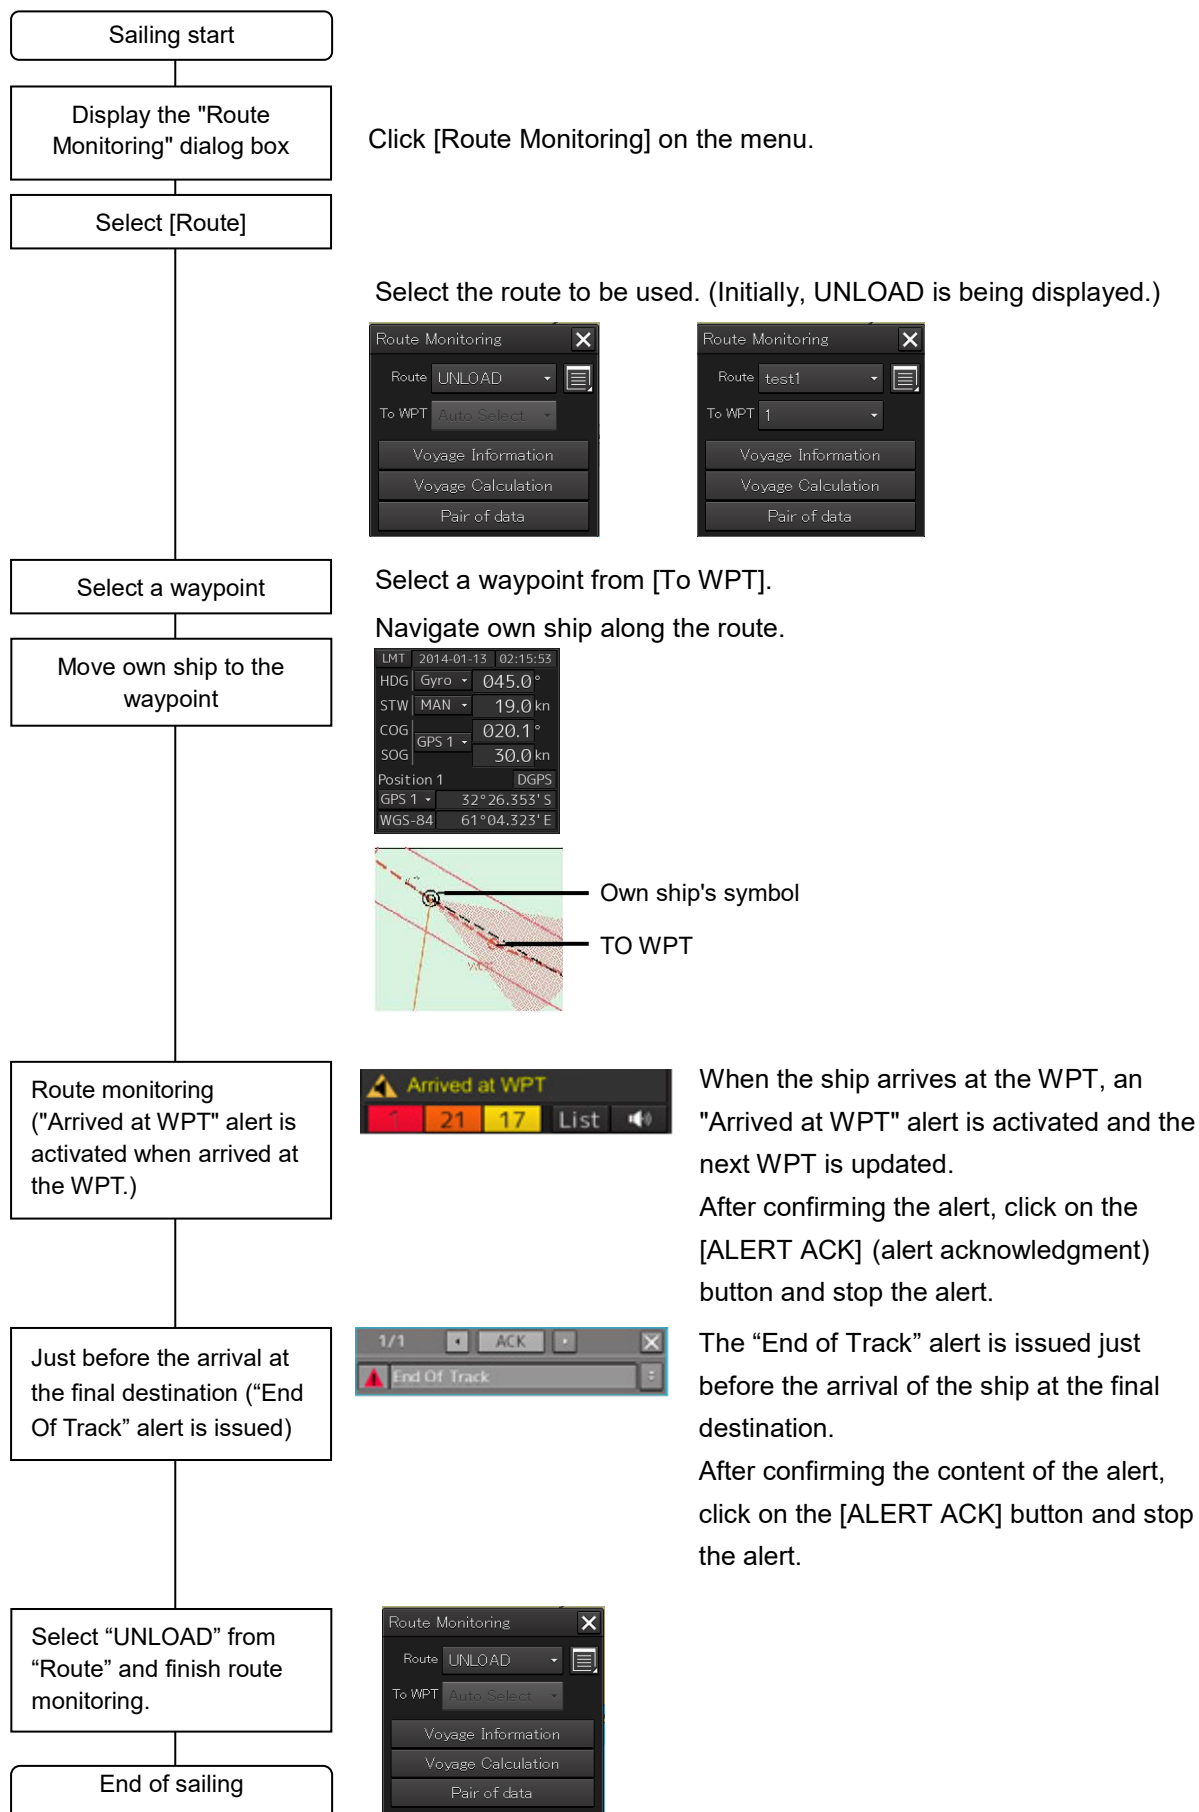 Sailing start
Display the "Route
Monitoring" dialog box
Click [Route Monitoring] on the menu.
Select [Route]
Select the route to be used. (Initially, UNLOAD is being displayed.)
Route Monitoring
Route UNLOAD
To WPT Auto Select
Voyage Information
Voyage Calculation
Pair of data
Route Monitoring
Route test1
To WPT 1
Voyage Information
Voyage Calculation
Pair of data
Select a waypoint
Select a waypoint from [To WPT].
Move own ship to the
waypoint
Navigate own ship along the route.
LMT 2014-01-13 02:15:53
HDG Gyro 045.0°
STW MAN 19.0 kn
COG GPS 1 020.1°
SOG 30.0 kn
Position 1 DGPS
GPS 1 32°26.353'S
WGS-84 61°04.323'E
Own ship's symbol
TO WPT
Route monitoring
("Arrived at WPT" alert is
activated when arrived at
the WPT.)
Arrived at WPT
1 21 17 List
When the ship arrives at the WPT, an
"Arrived at WPT" alert is activated and the
next WPT is updated.
After confirming the alert, click on the
[ALERT ACK] (alert acknowledgment)
button and stop the alert.
Just before the arrival at
the final destination (“End
Of Track” alert is issued)
1/1 ACK
End Of Track
The “End of Track” alert is issued just
before the arrival of the ship at the final
destination.
After confirming the content of the alert,
click on the [ALERT ACK] button and stop
the alert.
Select “UNLOAD” from
“Route” and finish route
monitoring.
Route Monitoring
Route UNLOAD
To WPT Auto Select
Voyage Information
Voyage Calculation
Pair of data
End of sailing